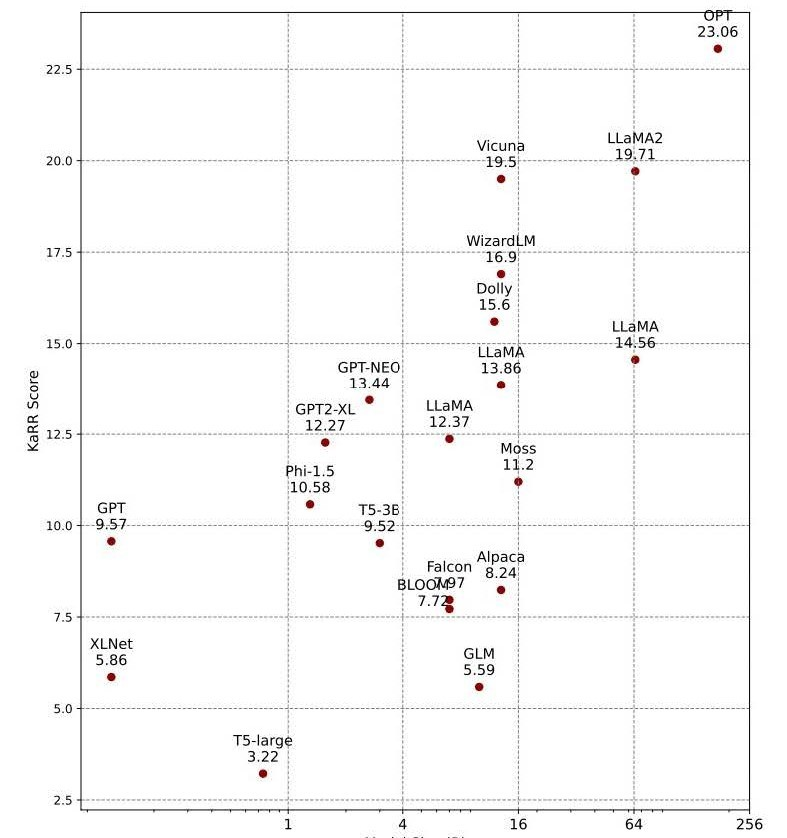 OPT
23.06
22.5
LLaMA2
19.71
Vicuna
19.5
20.0
WizardLM
16.9
17.5
Dolly
15.6
LLaMA
14.56
15.0
LLaMA
13.86
GPT-NEO
13.44
LLaMA
12.37
GPT2-XL
12.27
12.5
KaRR Score
Moss
11.2
Phi-1.5
10.58
GPT
9.57
T5-3B
9.52
10.0
Alpaca
8.24
Falcon
7.97
BLOOM
7.72
7.5
XLNet
5.86
GLM
5.59
5.0
T5-large
3.22
2.5
1 4 16 64 256